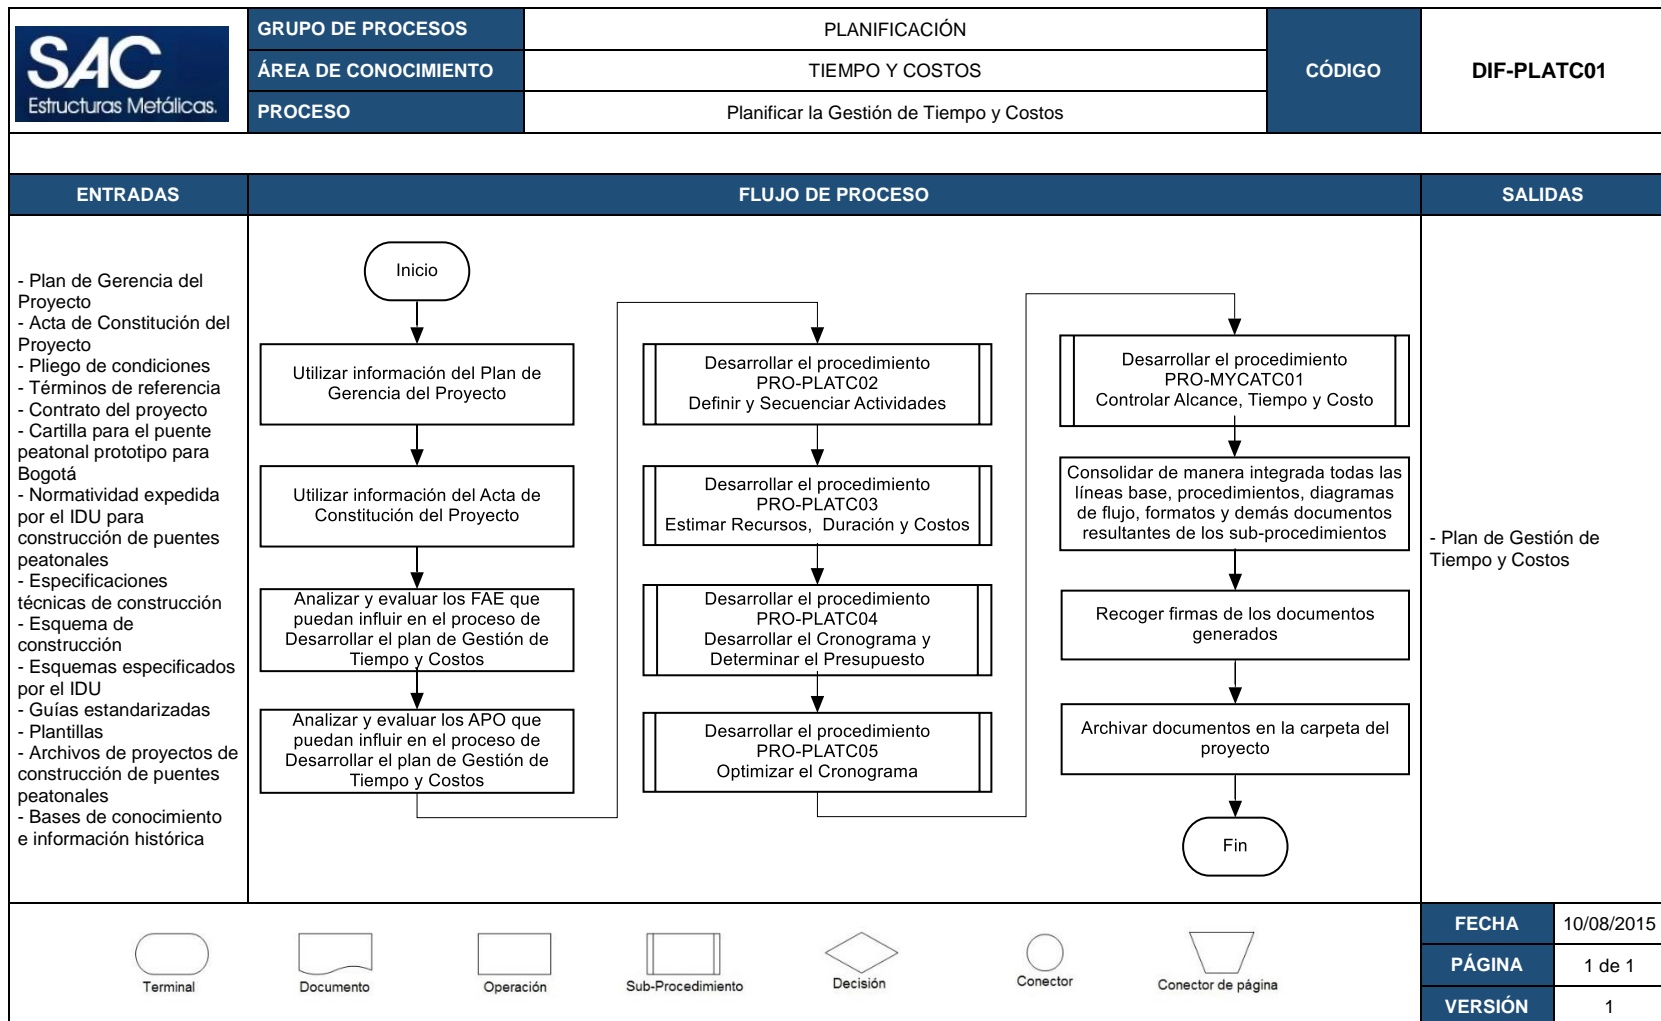 SAC
Estructuras Metálicas.
GRUPO DE PROCESOS
PLANIFICACIÓN
ÁREA DE CONOCIMIENTO
TIEMPO Y COSTOS
PROCESO
Planificar la Gestión de Tiempo y Costos
CÓDIGO
DIF-PLATC01
ENTRADAS
FLUJO DE PROCESO
SALIDAS
- Plan de Gerencia del
Proyecto
- Acta de Constitución del
Proyecto
- Pliego de condiciones
- Términos de referencia
- Contrato del proyecto
- Cartilla para el puente
peatonal prototipo para
Bogotá
- Normatividad expedida
por el IDU para
construcción de puentes
peatonales
- Especificaciones
técnicas de construcción
- Esquema de
construcción
- Esquemas especificados
por el IDU
- Guías estandarizadas
- Plantillas
- Archivos de proyectos de
construcción de puentes
peatonales
- Bases de conocimiento
e información histórica
Inicio
Utilizar información del Plan de
Gerencia del Proyecto
Utilizar información del Acta de
Constitución del Proyecto
Analizar y evaluar los FAE que
puedan influir en el proceso de
Desarrollar el plan de Gestión de
Tiempo y Costos
Analizar y evaluar los APO que
puedan influir en el proceso de
Desarrollar el plan de Gestión de
Tiempo y Costos
Desarrollar el procedimiento
PRO-PLATC02
Definir y Secuenciar Actividades
Desarrollar el procedimiento
PRO-PLATC03
Estimar Recursos, Duración y Costos
Desarrollar el procedimiento
PRO-PLATC04
Desarrollar el Cronograma y
Determinar el Presupuesto
Desarrollar el procedimiento
PRO-PLATC05
Optimizar el Cronograma
Desarrollar el procedimiento
PRO-MYCATC01
Controlar Alcance, Tiempo y Costo
Consolidar de manera integrada todas las
líneas base, procedimientos, diagramas
de flujo, formatos y demás documentos
resultantes de los sub-procedimientos
Recoger firmas de los documentos
generados
Archivar documentos en la carpeta del
proyecto
Fin
- Plan de Gestión de
Tiempo y Costos
Terminal
Documento
Operación
Sub-Procedimiento
Decisión
Conector
Conector de página
FECHA
10/08/2015
PÁGINA
1 de 1
VERSIÓN
1